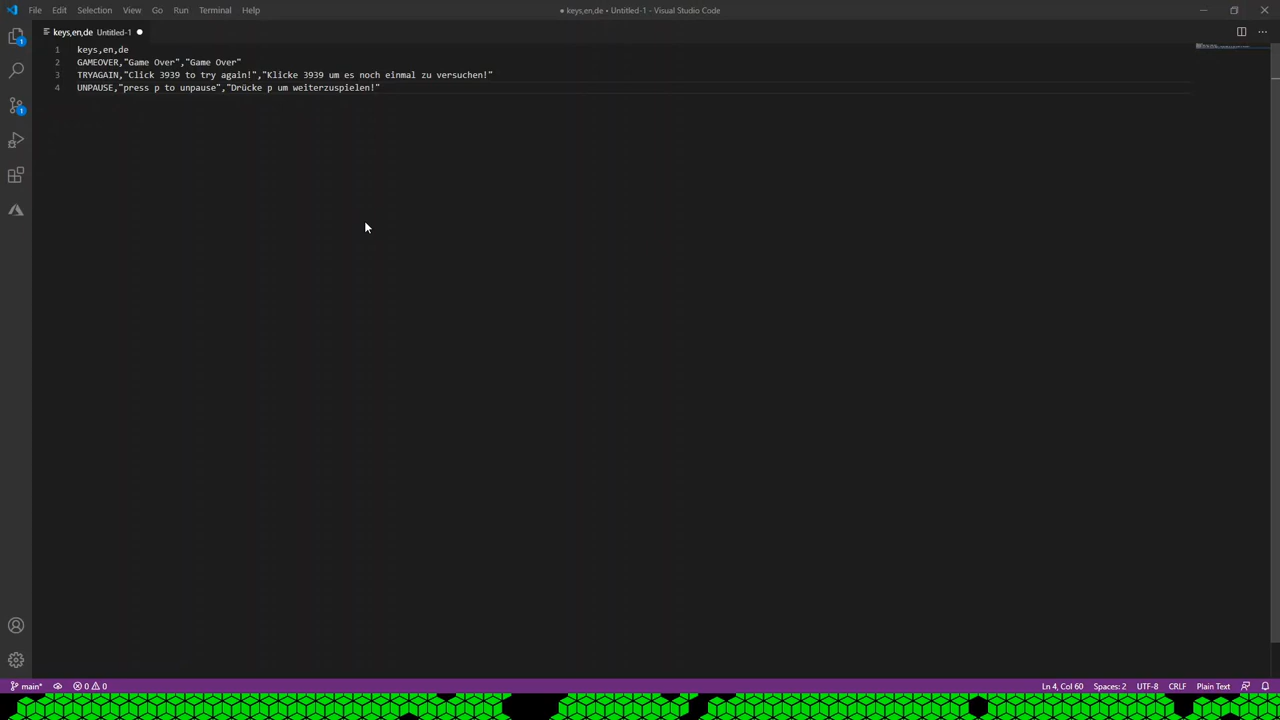 File Edit Selection View Go Run Terminal Help
● keys,en,de • Untitled-1 - Visual Studio Code
keys,en,de Untitled-1 ●
1 keys,en,de
2 GAMEOVER,"Game Over","Game Over"
3 TRYAGAIN,"Click 3939 to try again!","Klicke 3939 um es noch einmal zu versuchen!"
4 UNPAUSE,"press p to unpause","Drücke p um weiterzuspielen!"
1
1
main* 0 0 Ln 4, Col 60 Spaces: 2 UTF-8 CRLF Plain Text